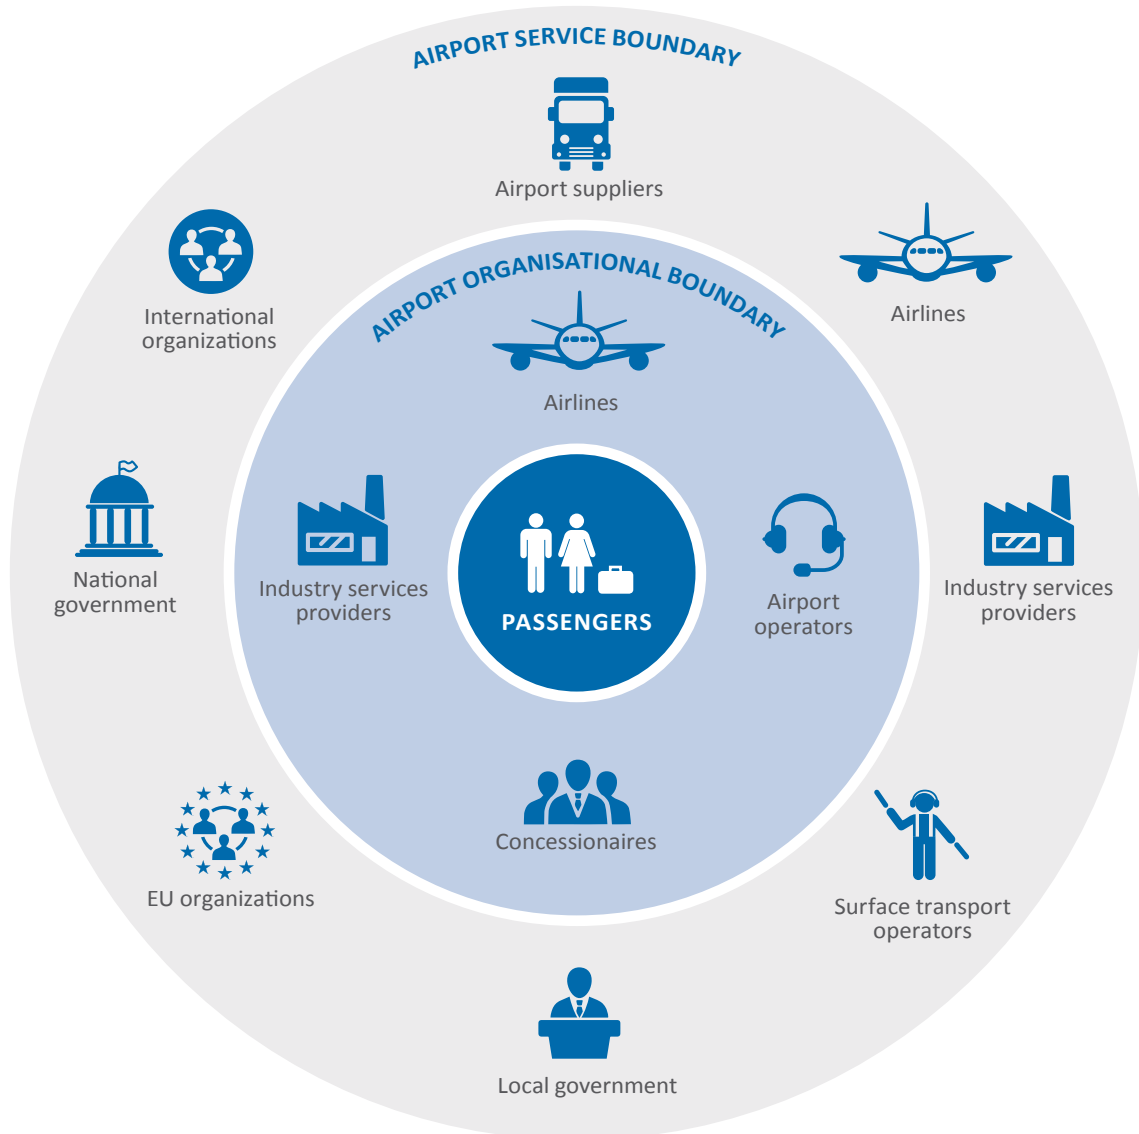 AIRPORT SERVICE BOUNDARY
Airport suppliers
International
organizations
Airlines
AIRPORT ORGANISATIONAL BOUNDARY
Airlines
National
government
Industry services
providers
PASSENGERS
Airport
operators
Industry services
providers
Concessionaires
EU organizations
Surface transport
operators
Local government